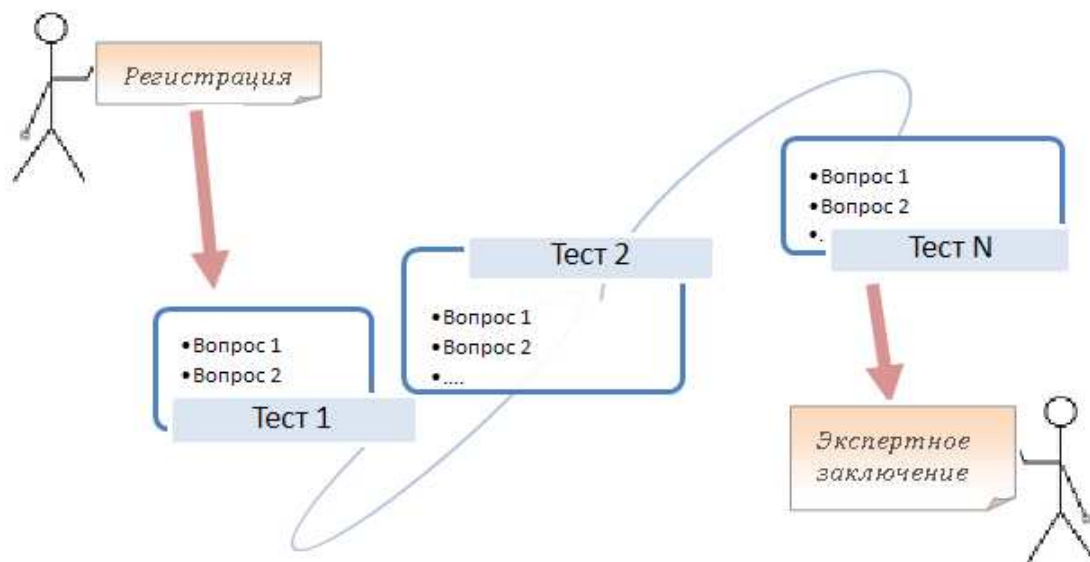 Регистрация
•Вопрос 1
•Вопрос 2
Тест 1
Тест 2
•Вопрос 1
•Вопрос 2
•....
•Вопрос 1
•Вопрос 2
•.
Тест N
Экспертное
заключение